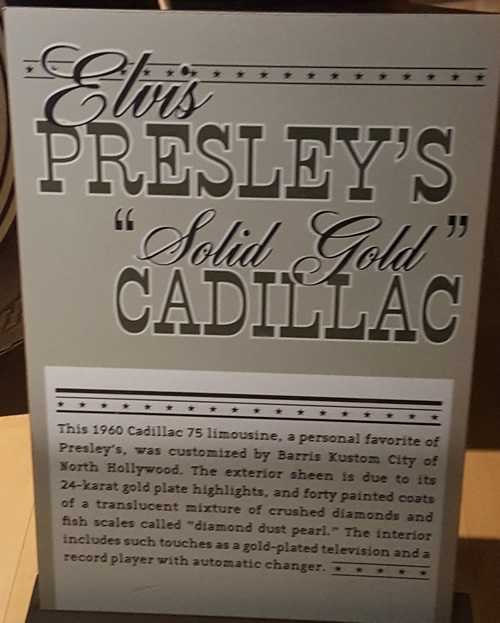 Elvis
PRESLEY'S
"Solid Gold"
CADILLAC
This 1960 Cadillac 75 limousine, a personal favorite of
Presley's, was customized by Barris Kustom City of
North Hollywood. The exterior sheen is due to its
24-karat gold plate highlights, and forty painted coats
of a translucent mixture of crushed diamonds and
fish scales called "diamond dust pearl." The interior
includes such touches as a gold-plated television and a
record player with automatic changer.